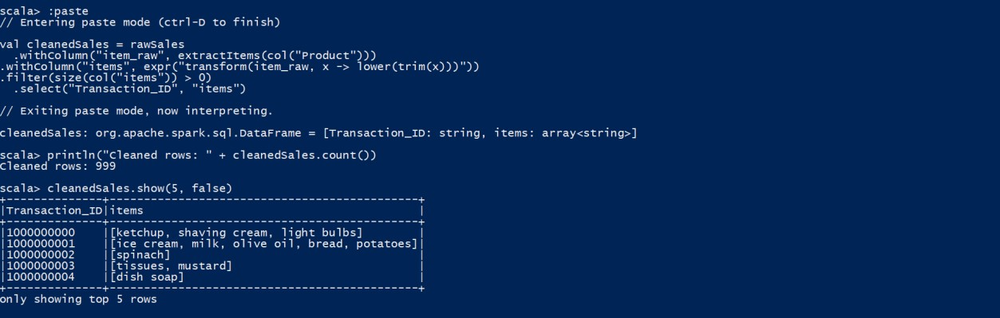 scala> :paste
// Entering paste mode (ctrl-D to finish)
val cleanedSales = rawSales
  .withColumn("item_raw", extractItems(col("Product")))
.withColumn("items", expr("transform(item_raw, x -> lower(trim(x)))"))
.filter(size(col("items")) > 0)
  .select("Transaction_ID", "items")
// Exiting paste mode, now interpreting.
cleanedSales: org.apache.spark.sql.DataFrame = [Transaction_ID: string, items: array<string>]
scala> println("Cleaned rows: " + cleanedSales.count())
Cleaned rows: 999
scala> cleanedSales.show(5, false)
+--------------+--------------------------------------------+
|Transaction_ID|items                                       |
+--------------+--------------------------------------------+
|1000000000    |[ketchup, shaving cream, light bulbs]       |
|1000000001    |[ice cream, milk, olive oil, bread, potatoes]|
|1000000002    |[spinach]                                   |
|1000000003    |[tissues, mustard]                          |
|1000000004    |[dish soap]                                 |
+--------------+--------------------------------------------+
only showing top 5 rows